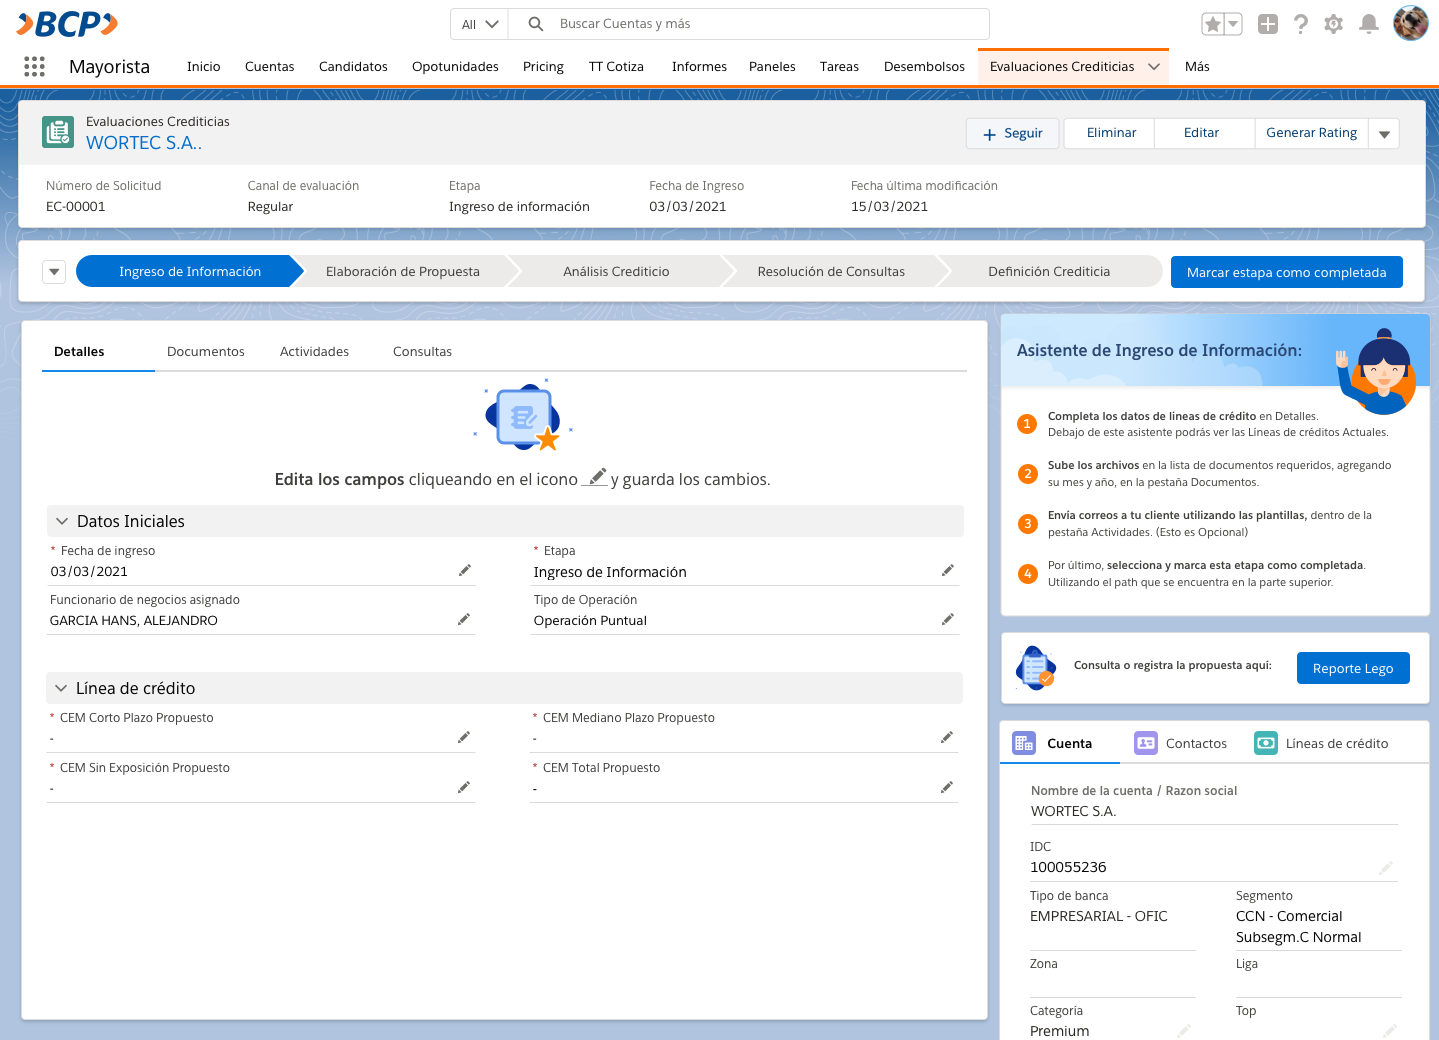 BCP
All
Buscar Cuentas y más
Mayorista
Inicio
Cuentas
Candidatos
Opotunidades
Pricing
TT Cotiza
Informes
Paneles
Tareas
Desembolsos
Evaluaciones Crediticias
Más
Evaluaciones Crediticias
WORTEC S.A..
Seguir
Eliminar
Editar
Generar Rating
Número de Solicitud
Canal de evaluación
Etapa
Fecha de Ingreso
Fecha última modificación
EC-00001
Regular
Ingreso de información
03/03/2021
15/03/2021
Ingreso de Información
Elaboración de Propuesta
Análisis Crediticio
Resolución de Consultas
Definición Crediticia
Marcar estapa como completada
Detalles
Documentos
Actividades
Consultas
Edita los campos cliqueando en el icono y guarda los cambios.
Datos Iniciales
* Fecha de ingreso
03/03/2021
* Etapa
Ingreso de Información
Funcionario de negocios asignado
GARCIA HANS, ALEJANDRO
Tipo de Operación
Operación Puntual
Línea de crédito
* CEM Corto Plazo Propuesto
-
* CEM Mediano Plazo Propuesto
-
* CEM Sin Exposición Propuesto
-
* CEM Total Propuesto
-
Asistente de Ingreso de Información:
1
Completa los datos de lineas de crédito en Detalles.
Debajo de este asistente podrás ver las Líneas de créditos Actuales.
2
Sube los archivos en la lista de documentos requeridos, agregando
su mes y año, en la pestaña Documentos.
3
Envía correos a tu cliente utilizando las plantillas, dentro de la
pestaña Actividades. (Esto es Opcional)
4
Por último, selecciona y marca esta etapa como completada.
Utilizando el path que se encuentra en la parte superior.
Consulta o registra la propuesta aquí:
Reporte Lego
Cuenta
Contactos
Líneas de crédito
Nombre de la cuenta / Razon social
WORTEC S.A.
IDC
100055236
Tipo de banca
EMPRESARIAL - OFIC
Segmento
CCN - Comercial
Subsegm.C Normal
Zona
Liga
Categoría
Premium
Top